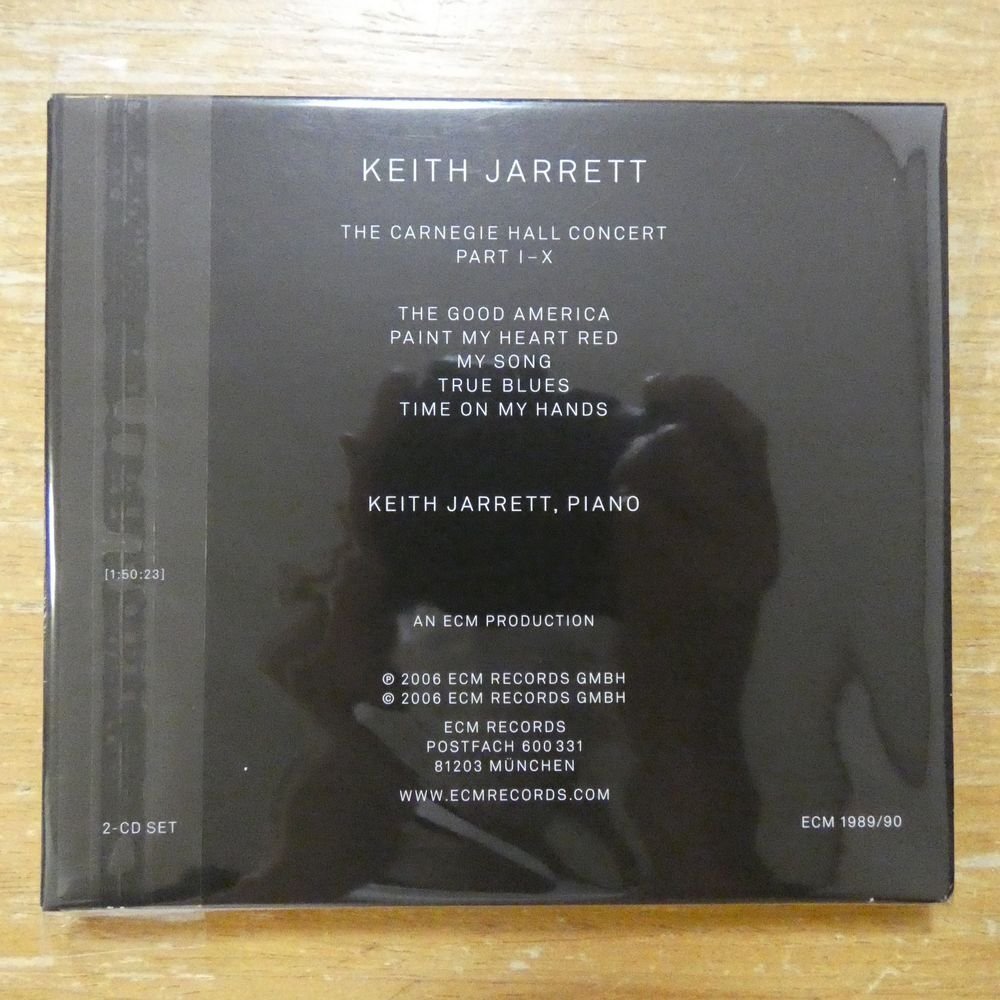 KEITH JARRETT
THE CARNEGIE HALL CONCERT
PART I–X
THE GOOD AMERICA
PAINT MY HEART RED
MY SONG
TRUE BLUES
TIME ON MY HANDS
KEITH JARRETT, PIANO
[1:50:23]
AN ECM PRODUCTION
℗ 2006 ECM RECORDS GMBH
© 2006 ECM RECORDS GMBH
ECM RECORDS
POSTFACH 600 331
81203 MÜNCHEN
WWW.ECMRECORDS.COM
2-CD SET
ECM 1989/90